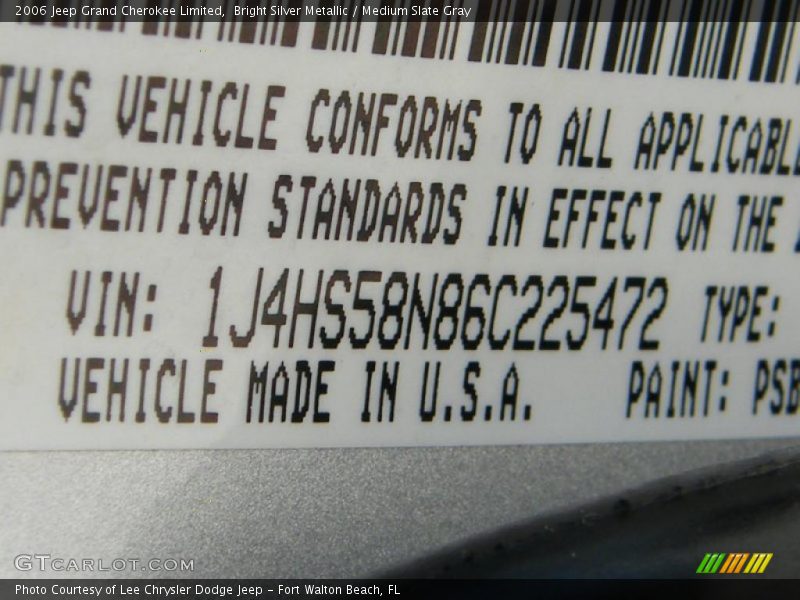 2006 Jeep Grand Cherokee Limited, Bright Silver Metallic / Medium Slate Gray
THIS VEHICLE CONFORMS TO ALL
PREVENTION STANDARDS IN EFFECT ON THE
VIN: 1J4HS58N86C225472 TYPE:
VEHICLE MADE IN U.S.A. PAINT: PSB
GTCARLOT.COM
Photo Courtesy of Lee Chrysler Dodge Jeep - Fort Walton Beach, FL